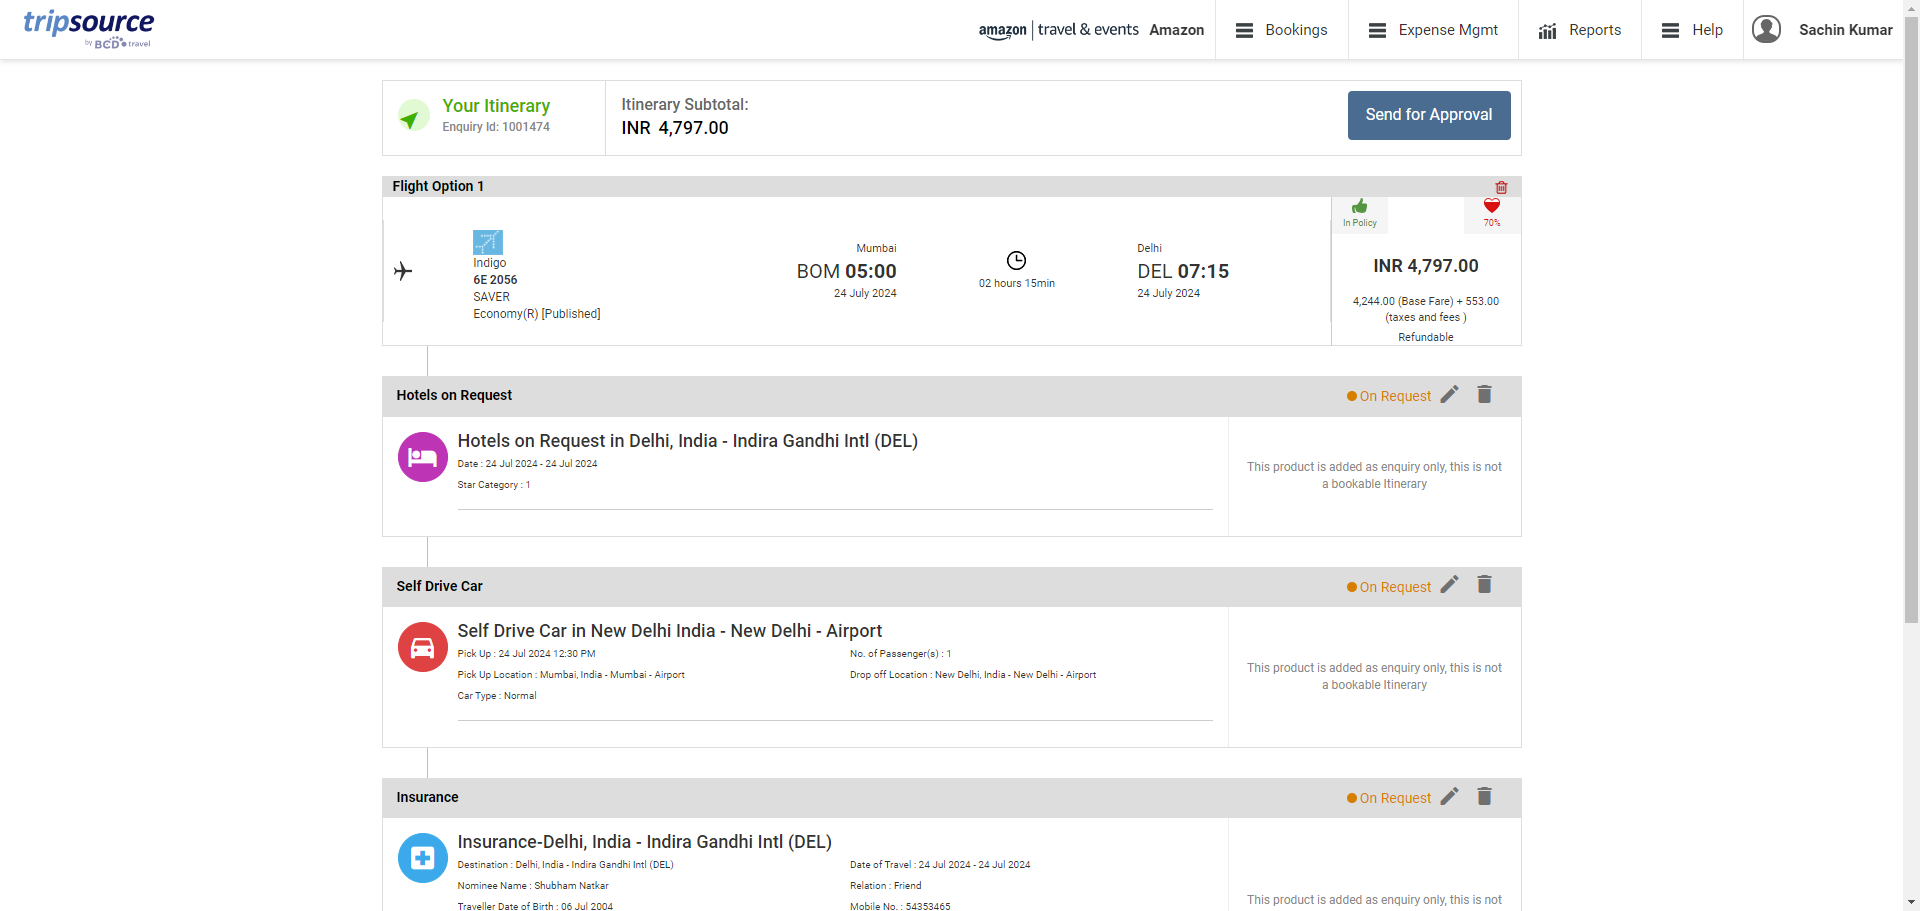 tripsource
by BCD travel
amazon travel & events Amazon
Bookings
Expense Mgmt
Reports
Help
Sachin Kumar
Your Itinerary
Enquiry Id: 1001474
Itinerary Subtotal:
INR 4,797.00
Send for Approval
Flight Option 1
Indigo
6E 2056
SAVER
Economy(R) [Published]
Mumbai
BOM 05:00
24 July 2024
02 hours 15min
Delhi
DEL 07:15
24 July 2024
In Policy
70%
INR 4,797.00
4,244.00 (Base Fare) + 553.00
(taxes and fees )
Refundable
Hotels on Request
On Request
Hotels on Request in Delhi, India - Indira Gandhi Intl (DEL)
Date : 24 Jul 2024 - 24 Jul 2024
Star Category : 1
This product is added as enquiry only, this is not
a bookable Itinerary
Self Drive Car
On Request
Self Drive Car in New Delhi India - New Delhi - Airport
Pick Up : 24 Jul 2024 12:30 PM
No. of Passenger(s) : 1
Pick Up Location : Mumbai, India - Mumbai - Airport
Drop off Location : New Delhi, India - New Delhi - Airport
Car Type : Normal
This product is added as enquiry only, this is not
a bookable Itinerary
Insurance
On Request
Insurance-Delhi, India - Indira Gandhi Intl (DEL)
Destination : Delhi, India - Indira Gandhi Intl (DEL)
Date of Travel : 24 Jul 2024 - 24 Jul 2024
Nominee Name : Shubham Natkar
Relation : Friend
Traveller Date of Birth : 06 Jul 2004
Mobile No. : 54353465
This product is added as enquiry only, this is not